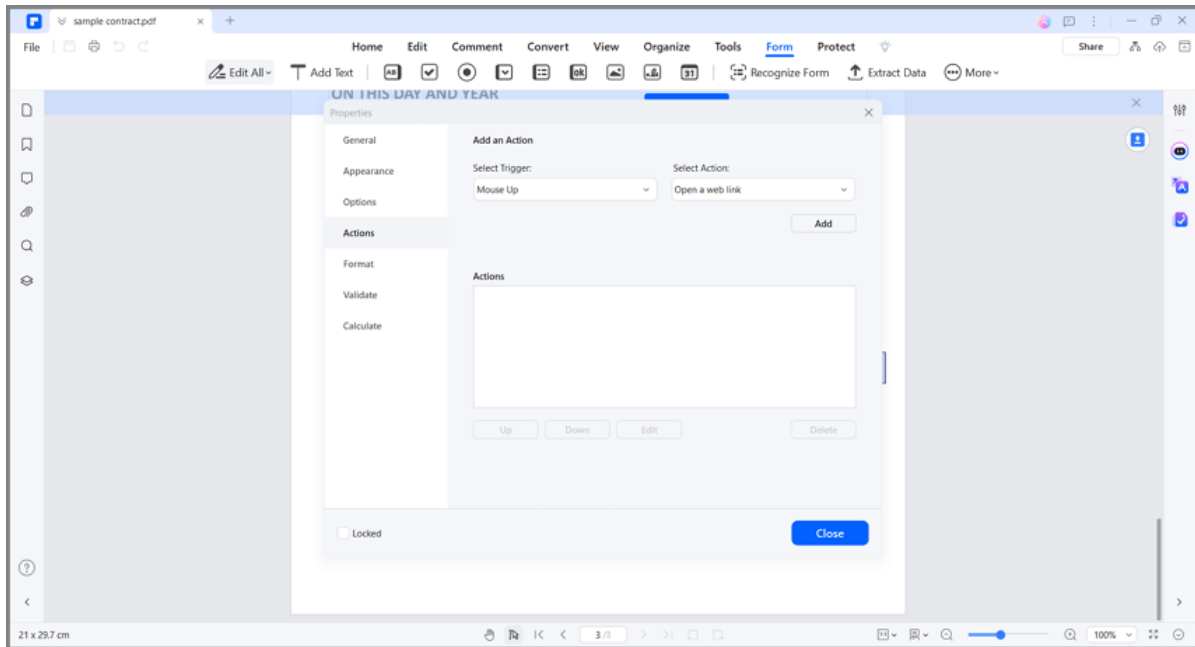 sample contract.pdf
File Home Edit Comment Convert View Organize Tools Form Protect Share
Edit All Add Text Recognize Form Extract Data More
ON THIS DAY AND YEAR
Properties
General
Appearance
Options
Actions
Format
Validate
Calculate
Add an Action
Select Trigger: Select Action:
Mouse Up Open a web link
Add
Actions
Up Down Edit Delete
Locked Close
21 x 29.7 cm 3/3 100%